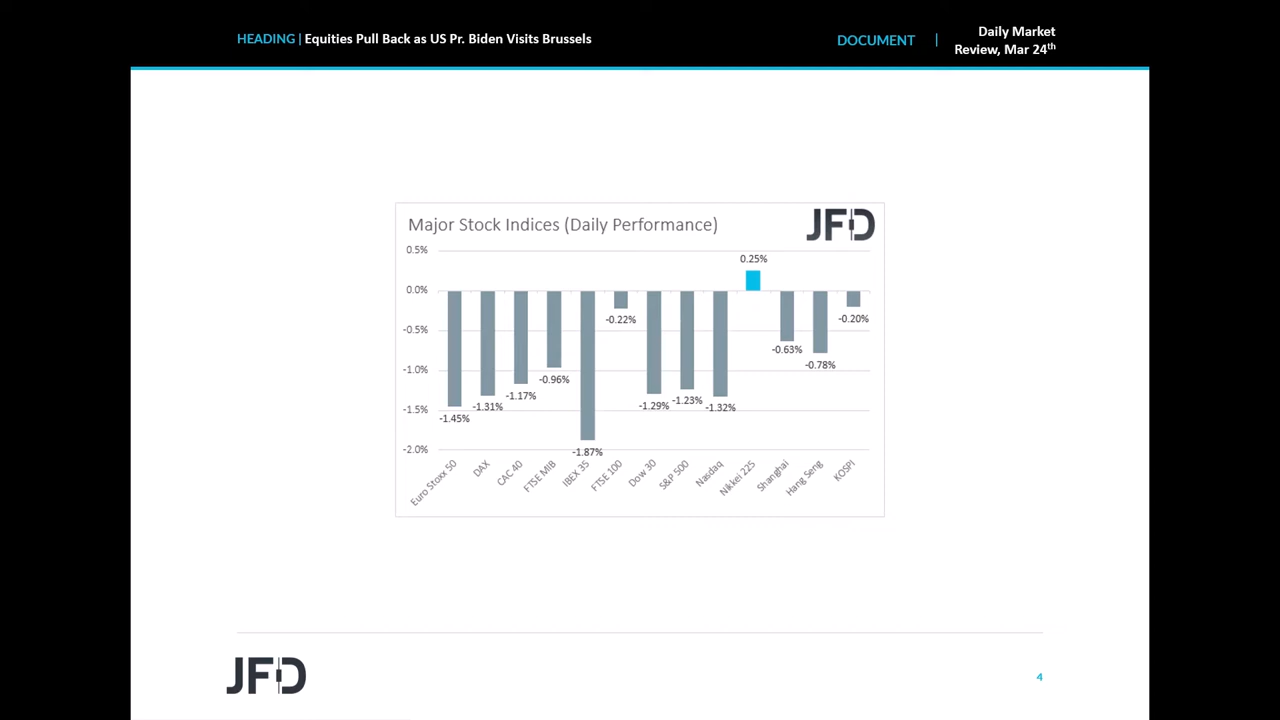 HEADING | Equities Pull Back as US Pr. Biden Visits Brussels
DOCUMENT |
Daily Market
Review, Mar 24th
Major Stock Indices (Daily Performance)
JFD
0.5%
0.0%
-0.5%
-1.0%
-1.5%
-2.0%
-1.45%
-1.31%
-1.17%
-0.96%
-1.87%
-0.22%
-1.29%
-1.23%
-1.32%
0.25%
-0.63%
-0.78%
-0.20%
Euro Stoxx 50
DAX
CAC 40
FTSE MIB
IBEX 35
FTSE 100
Dow 30
S&P 500
Nasdaq
Nikkei 225
Shanghai
Hang Seng
KOSPI
JFD
4